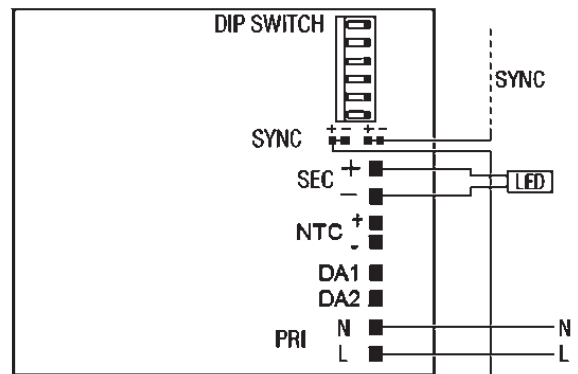 DIP SWITCH
SYNC
+ - + -
SYNC
SEC +
-
LED
NTC +
-
DA1
DA2
PRI N N
L L